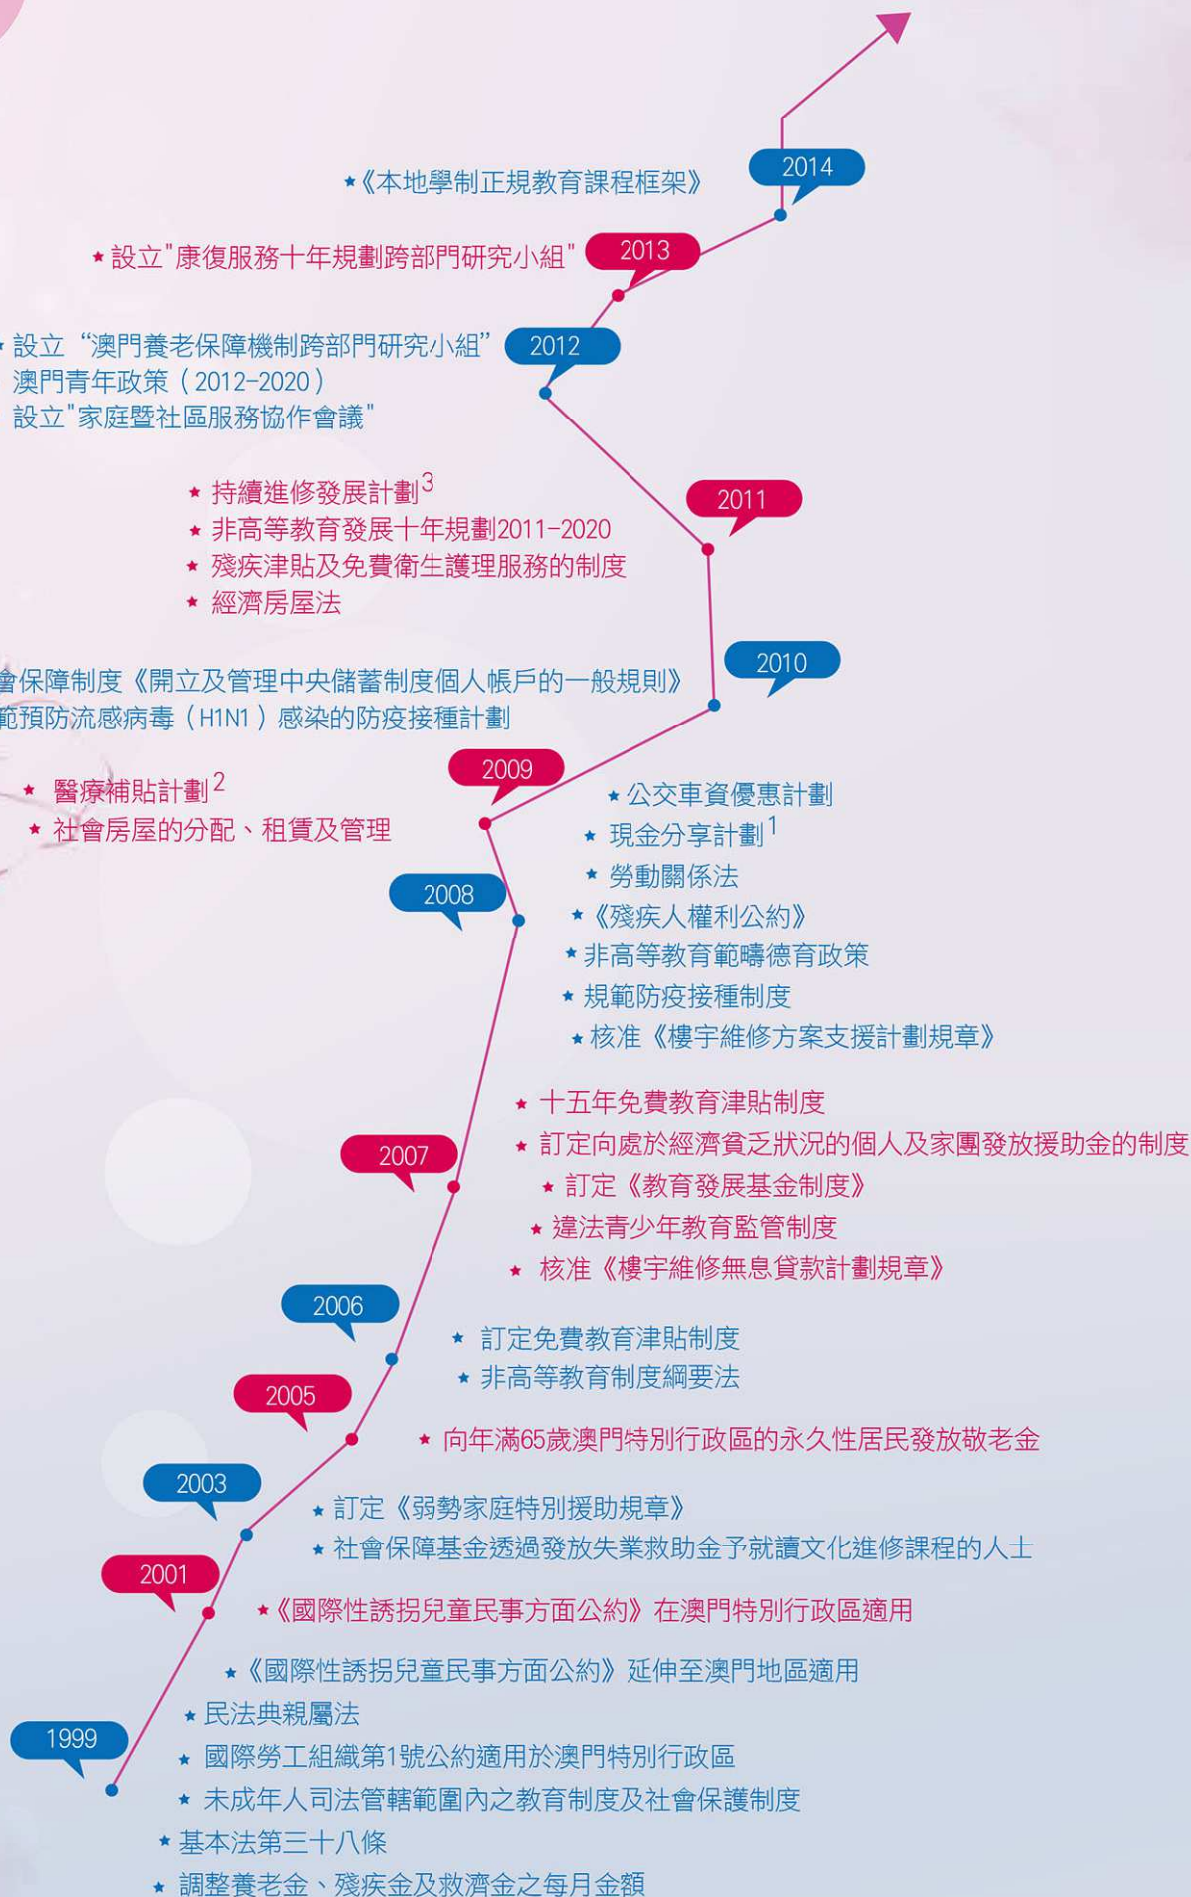 2014
★《本地學制正規教育課程框架》
2013
★設立"康復服務十年規劃跨部門研究小組"
2012
★設立“澳門養老保障機制跨部門研究小組”
澳門青年政策（2012-2020）
設立"家庭暨社區服務協作會議"
2011
★ 持續進修發展計劃3
★ 非高等教育發展十年規劃2011-2020
★ 殘疾津貼及免費衛生護理服務的制度
★ 經濟房屋法
2010
會保障制度《開立及管理中央儲蓄制度個人帳戶的一般規則》
範預防流感病毒（H1N1）感染的防疫接種計劃
2009
★ 醫療補貼計劃2
★ 社會房屋的分配、租賃及管理
2008
★公交車資優惠計劃
★ 現金分享計劃1
★ 勞動關係法
★《殘疾人權利公約》
★非高等教育範疇德育政策
★ 規範防疫接種制度
★核准《樓宇維修方案支援計劃規章》
2007
★ 十五年免費教育津貼制度
★ 訂定向處於經濟貧乏狀況的個人及家團發放援助金的制度
★ 訂定《教育發展基金制度》
★ 違法青少年教育監管制度
★ 核准《樓宇維修無息貸款計劃規章》
2006
★ 訂定免費教育津貼制度
★ 非高等教育制度綱要法
2005
★ 向年滿65歲澳門特別行政區的永久性居民發放敬老金
2003
★ 訂定《弱勢家庭特別援助規章》
★ 社會保障基金透過發放失業救助金予就讀文化進修課程的人士
2001
★《國際性誘拐兒童民事方面公約》在澳門特別行政區適用
1999
★《國際性誘拐兒童民事方面公約》延伸至澳門地區適用
★ 民法典親屬法
★ 國際勞工組織第1號公約適用於澳門特別行政區
★ 未成年人司法管轄範圍內之教育制度及社會保護制度
★ 基本法第三十八條
★ 調整養老金、殘疾金及救濟金之每月金額